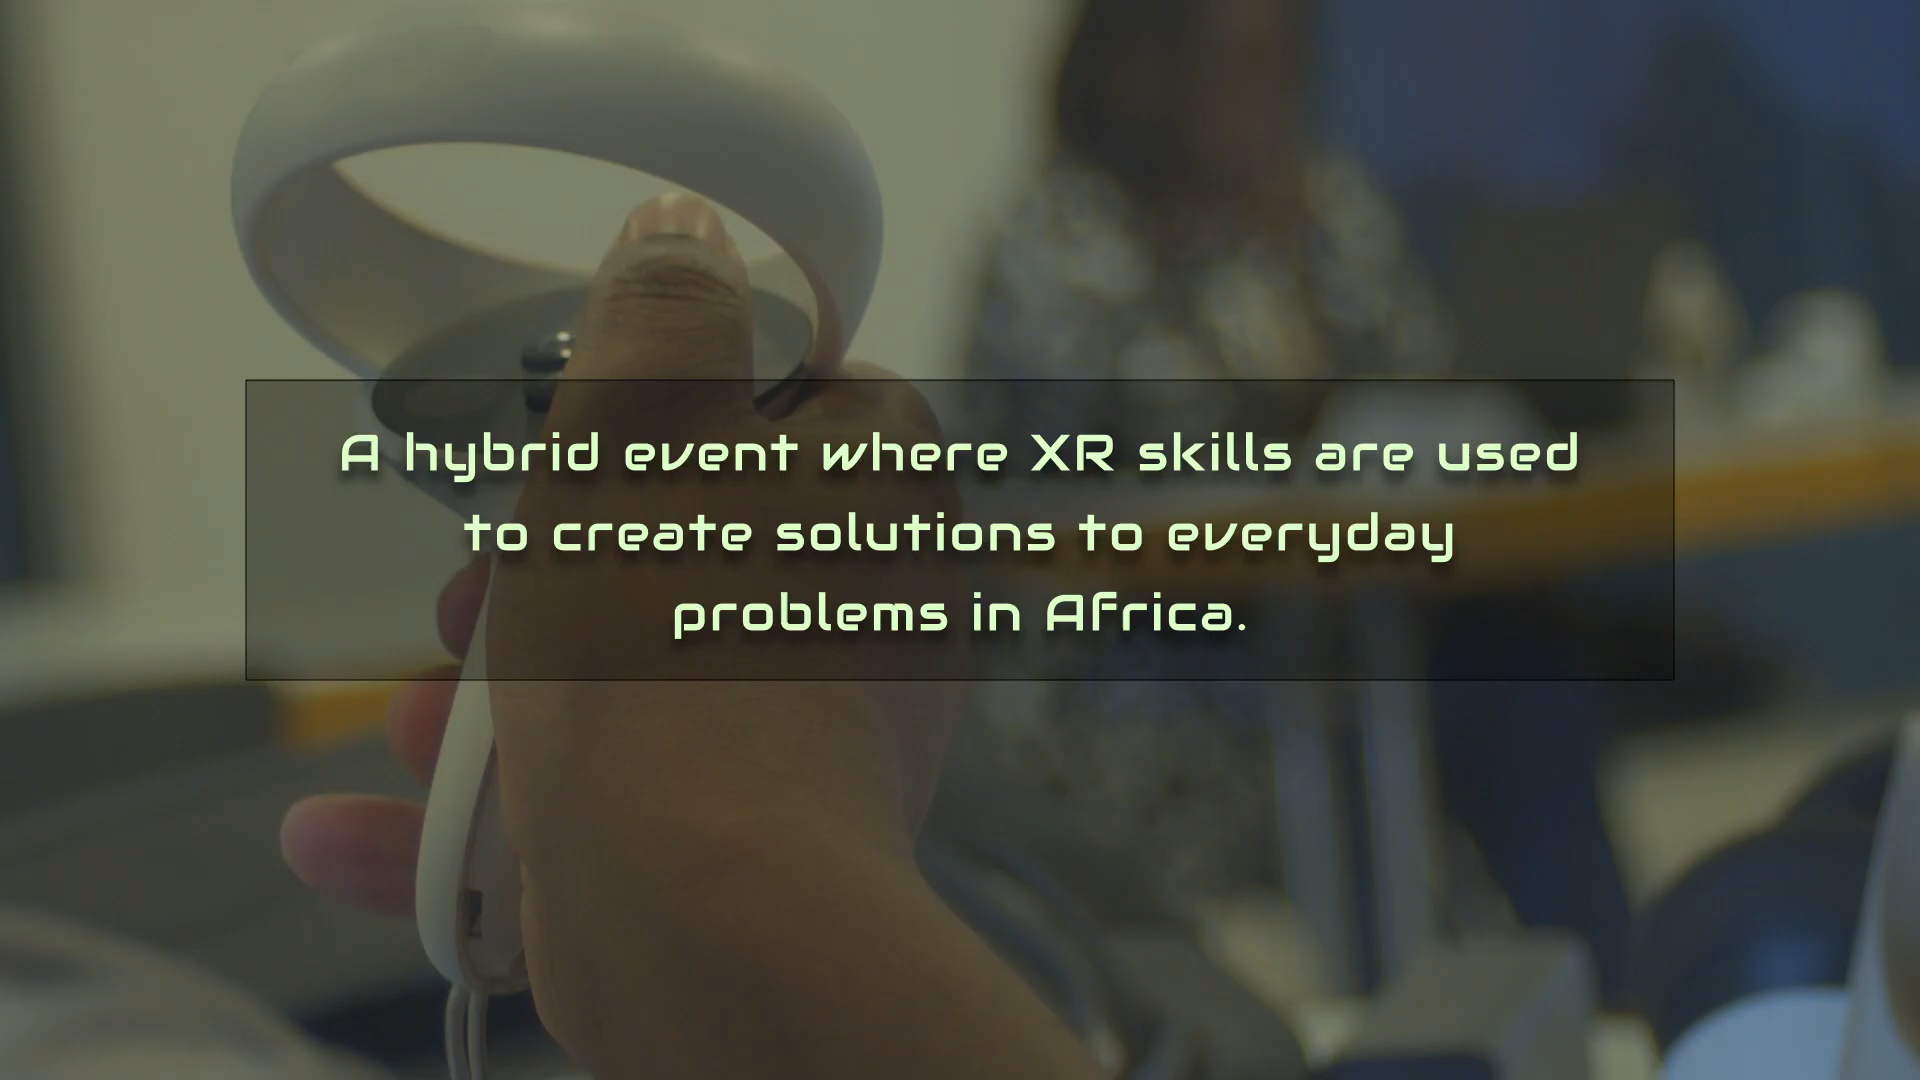 A hybrid event where XR skills are used
to create solutions to everyday
problems in Africa.